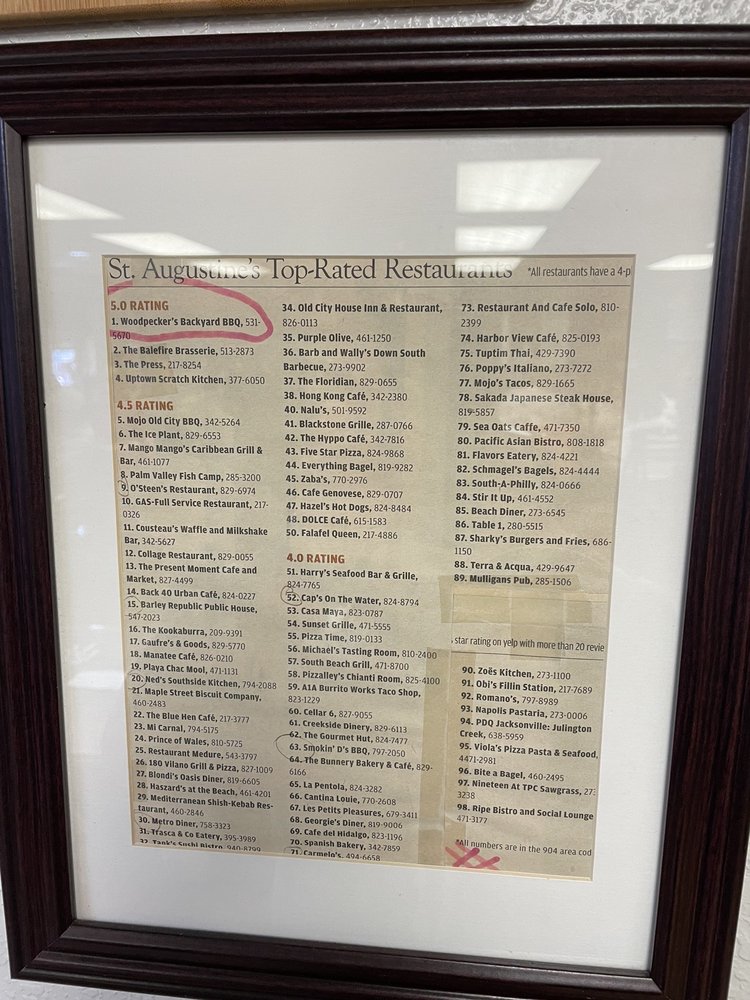 St. Augustine's Top-Rated Restaurants
*All restaurants have a 4-p
5.0 RATING
1. Woodpecker's Backyard BBQ, 531-
5670
2. The Balefire Brasserie, 513-2873
3. The Press, 217-8254
4. Uptown Scratch Kitchen, 377-6050
4.5 RATING
5. Mojo Old City BBQ, 342-5264
6. The Ice Plant, 829-6553
7. Mango Mango's Caribbean Grill &
Bar, 461-1077
8. Palm Valley Fish Camp, 285-3200
9. O'Steen's Restaurant, 829-6974
10. GAS-Full Service Restaurant, 217-
0326
11. Cousteau's Waffle and Milkshake
Bar, 342-5627
12. Collage Restaurant, 829-0055
13. The Present Moment Cafe and
Market, 827-4499
14. Back 40 Urban Café, 824-0227
15. Barley Republic Public House,
547-2023
16. The Kookaburra, 209-9391
17. Gaufre's & Goods, 829-5770
18. Manatee Café, 826-0210
19. Playa Chac Mool, 471-1131
20. Ned's Southside Kitchen, 794-2088
21. Maple Street Biscuit Company,
460-2483
22. The Blue Hen Café, 217-3777
23. Mi Carnal, 794-5175
24. Prince of Wales, 810-5725
25. Restaurant Medure, 543-3797
26. 180 Vilano Grill & Pizza, 827-1009
27. Blondi's Oasis Diner, 819-6605
28. Haszard's at the Beach, 461-4201
29. Mediterranean Shish-Kebab Res-
taurant, 460-2846
30. Metro Diner, 758-3323
31. Trasca & Co Eatery, 395-3989
32. Tank's Sushi Bistro, 940-8799
34. Old City House Inn & Restaurant,
826-0113
35. Purple Olive, 461-1250
36. Barb and Wally's Down South
Barbecue, 273-9902
37. The Floridian, 829-0655
38. Hong Kong Café, 342-2380
40. Nalu's, 501-9592
41. Blackstone Grille, 287-0766
42. The Hyppo Café, 342-7816
43. Five Star Pizza, 824-9868
44. Everything Bagel, 819-9282
45. Zaba's, 770-2976
46. Cafe Genovese, 829-0707
47. Hazel's Hot Dogs, 824-8484
48. DOLCE Café, 615-1583
50. Falafel Queen, 217-4886
4.0 RATING
51. Harry's Seafood Bar & Grille,
824-7765
52. Cap's On The Water, 824-8794
53. Casa Maya, 823-0787
54. Sunset Grille, 471-5555
55. Pizza Time, 819-0133
56. Michael's Tasting Room, 810-2400
57. South Beach Grill, 471-8700
58. Pizzalley's Chianti Room, 825-4100
59. A1A Burrito Works Taco Shop,
823-1229
60. Cellar 6, 827-9055
61. Creekside Dinery, 829-6113
62. The Gourmet Hut, 824-7477
63. Smokin' D's BBQ, 797-2050
64. The Bunnery Bakery & Café, 829-
6166
65. La Pentola, 824-3282
66. Cantina Louie, 770-2608
67. Les Petits Pleasures, 679-3411
68. Georgie's Diner, 819-9006
69. Cafe del Hidalgo, 823-1196
70. Spanish Bakery, 342-7859
71. Carmelo's, 494-6658
73. Restaurant And Cafe Solo, 810-
2399
74. Harbor View Café, 825-0193
75. Tuptim Thai, 429-7390
76. Poppy's Italiano, 273-7272
77. Mojo's Tacos, 829-1665
78. Sakada Japanese Steak House,
819-5857
79. Sea Oats Caffe, 471-7350
80. Pacific Asian Bistro, 808-1818
81. Flavors Eatery, 824-4221
82. Schmagel's Bagels, 824-4444
83. South-A-Philly, 824-0666
84. Stir It Up, 461-4552
85. Beach Diner, 273-6545
86. Table 1, 280-5515
87. Sharky's Burgers and Fries, 686-
1150
88. Terra & Acqua, 429-9647
89. Mulligans Pub, 285-1506
star rating on yelp with more than 20 revie
90. Zoës Kitchen, 273-1100
91. Obi's Fillin Station, 217-7689
92. Romano's, 797-8989
93. Napolis Pastaria, 273-0006
94. PDQ Jacksonville: Julington
Creek, 638-5959
95. Viola's Pizza Pasta & Seafood,
4471-2981
96. Bite a Bagel, 460-2495
97. Nineteen At TPC Sawgrass, 273
3238
98. Ripe Bistro and Social Lounge
471-3177
*All numbers are in the 904 area cod